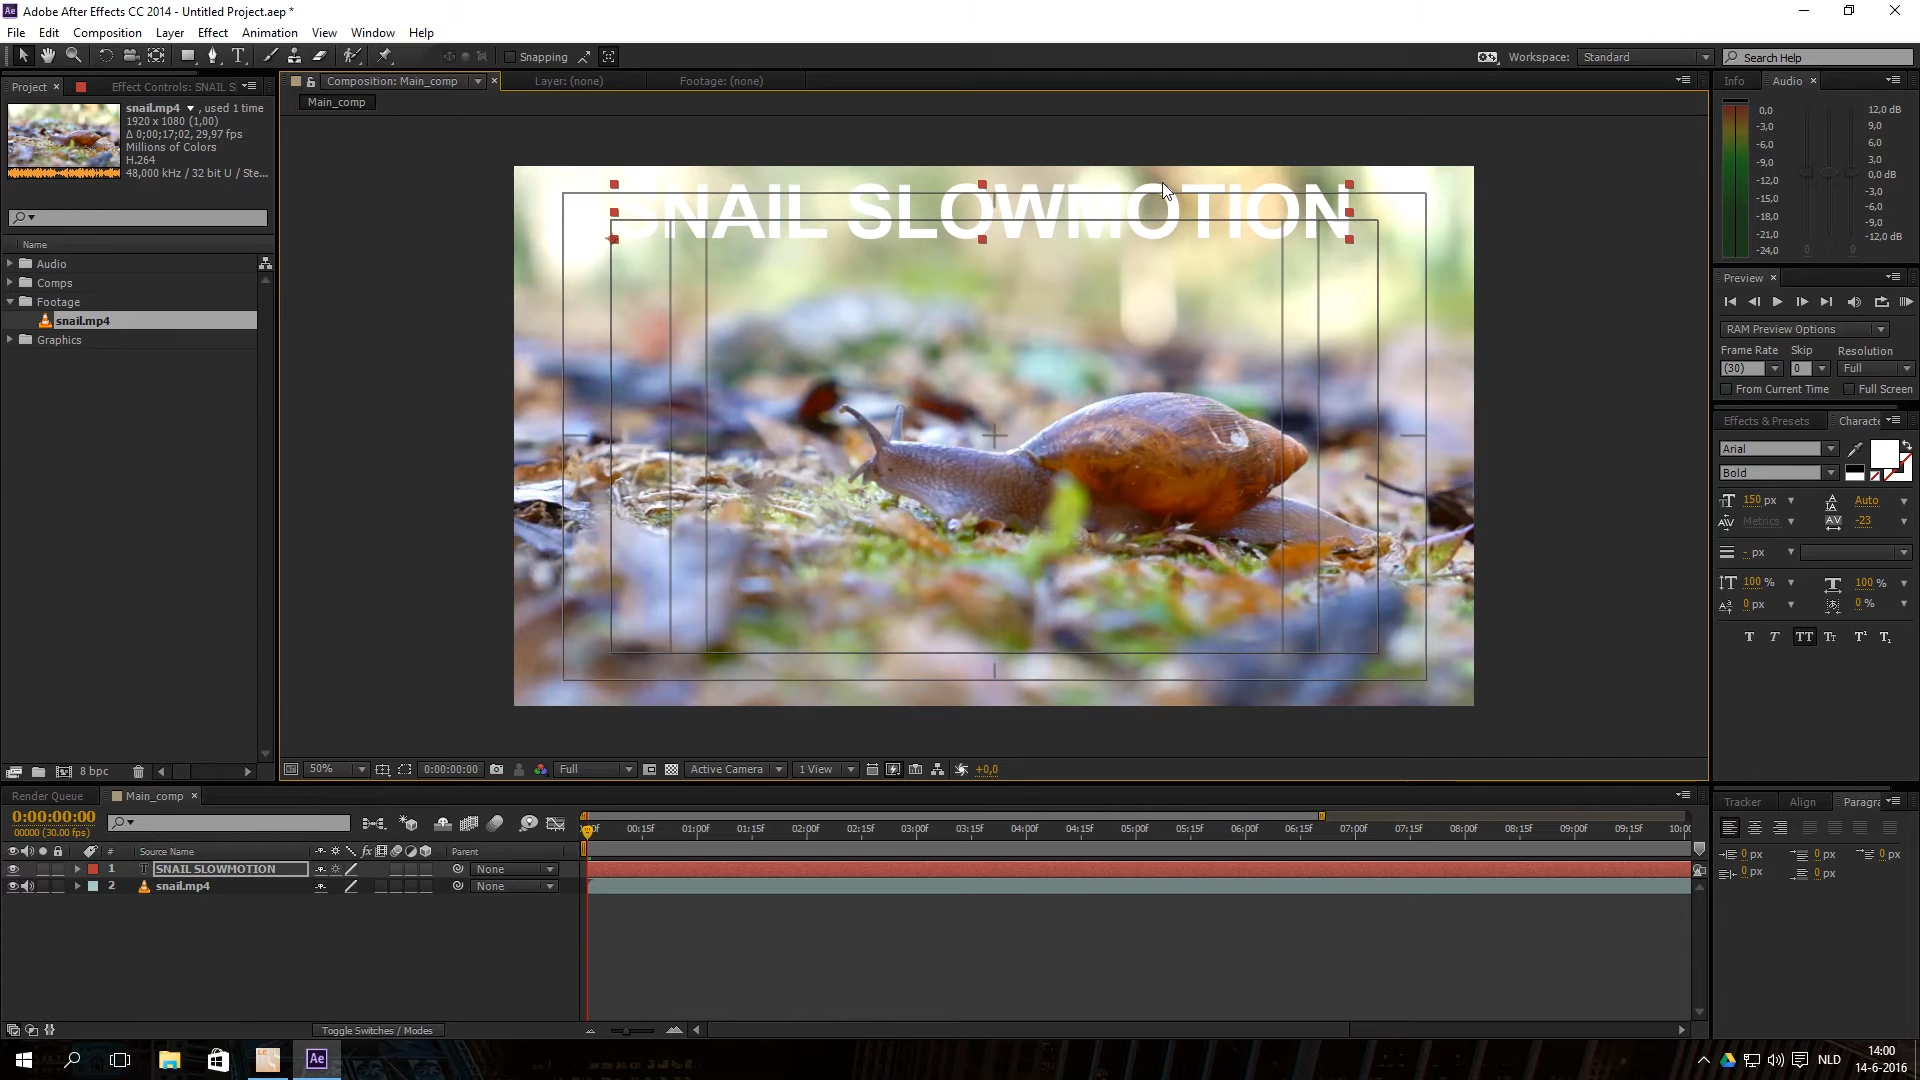 Ae Adobe After Effects CC 2014 - Untitled Project.aep *
File Edit Composition Layer Effect Animation View Window Help
Snapping
Workspace: Standard
Search Help
Project × Effect Controls: SNAIL S
snail.mp4 ▼ , used 1 time
1920 x 1080 (1,00)
Δ 0;00;17;02, 29,97 fps
Millions of Colors
H.264
48,000 kHz / 32 bit U / Ste...
Name
Audio
Comps
Footage
snail.mp4
Graphics
8 bpc
Composition: Main_comp × Layer: (none) Footage: (none)
Main_comp
SNAIL SLOWMOTION
50% 0:00:00:00 Full Active Camera 1 View +0,0
Info Audio ×
0,0
-3,0
-6,0
-9,0
-12,0
-15,0
-18,0
-21,0
-24,0
0 0
12,0 dB
9,0
6,0
3,0
0,0 dB
-3,0
-6,0
-9,0
-12,0 dB
Preview ×
RAM Preview Options
Frame Rate Skip Resolution
(30) 0 Full
From Current Time Full Screen
Effects & Presets Characte
Arial
Bold
150 px Auto
Metrics -23
- px
100 % 100 %
0 px 0 %
T T TT Tt T¹ T₁
Render Queue Main_comp ×
0:00:00:00
00000 (30.00 fps)
# Source Name fx Parent
1 T SNAIL SLOWMOTION None
2 snail.mp4 None
00:15f 01:00f 01:15f 02:00f 02:15f 03:00f 03:15f 04:00f 04:15f 05:00f 05:15f 06:00f 06:15f 07:00f 07:15f 08:00f 08:15f 09:00f 09:15f 10:0
Toggle Switches / Modes
Tracker Align Paragra
0 px 0 px 0 px
0 px 0 px
Ae
NLD
14:00
14-6-2016